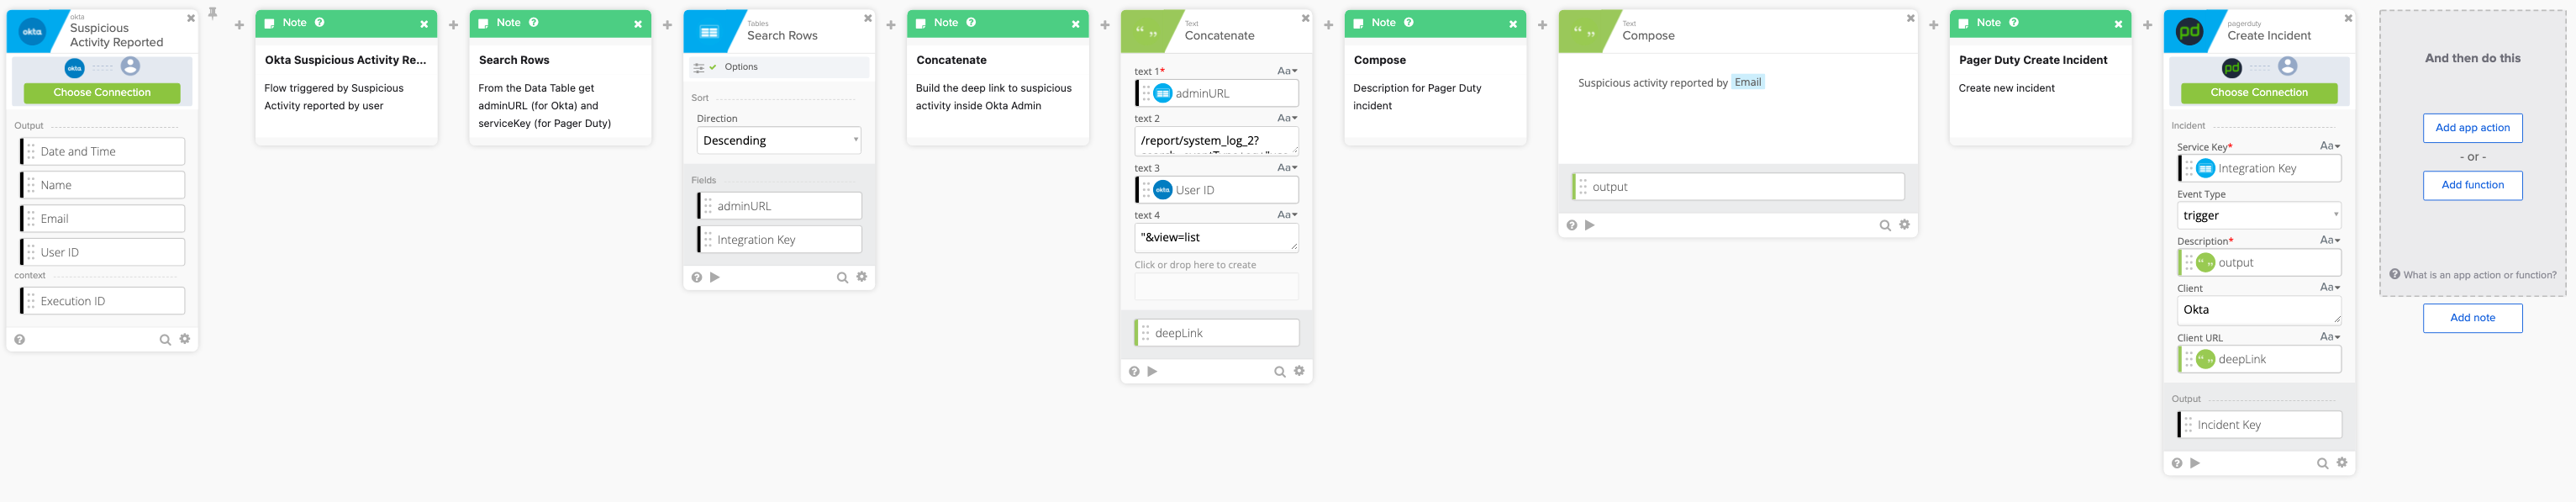 okta
Suspicious
Activity Reported
okta
okta
Choose Connection
Output
Date and Time
Name
Email
User ID
context
Execution ID
Note
Okta Suspicious Activity Re...
Flow triggered by Suspicious
Activity reported by user
Note
Search Rows
From the Data Table get
adminURL (for Okta) and
serviceKey (for Pager Duty)
Tables
Search Rows
Options
Sort
Direction
Descending
Fields
adminURL
Integration Key
Note
Concatenate
Build the deep link to suspicious
activity inside Okta Admin
Text
Concatenate
text 1* Aa
adminURL
text 2 Aa
/report/system_log_2?
text 3 Aa
okta User ID
text 4 Aa
"&view=list
Click or drop here to create
deepLink
Note
Compose
Description for Pager Duty
incident
Text
Compose
Suspicious activity reported by Email
output
Note
Pager Duty Create Incident
Create new incident
pd
pagerduty
Create Incident
pd
Choose Connection
Incident
Service Key* Aa
Integration Key
Event Type
trigger
Description* Aa
output
Client Aa
Okta
Client URL Aa
deepLink
Output
Incident Key
And then do this
Add app action
- or -
Add function
What is an app action or function?
Add note